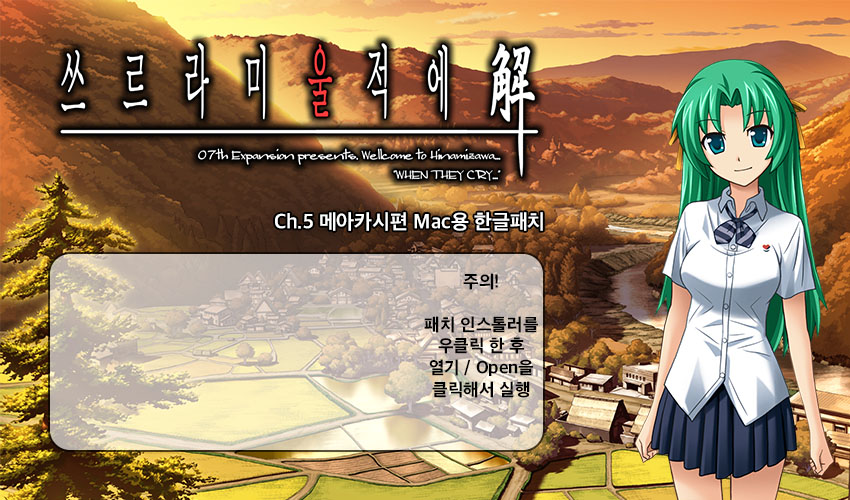 쓰르라미 울 적에 解
07th Expansion presents. Wellcome to Hinamizawa...
"WHEN THEY CRY..."
Ch.5 메아카시편 Mac용 한글패치
주의!
패치 인스톨러를
우클릭 한 후
열기 / Open을
클릭해서 실행